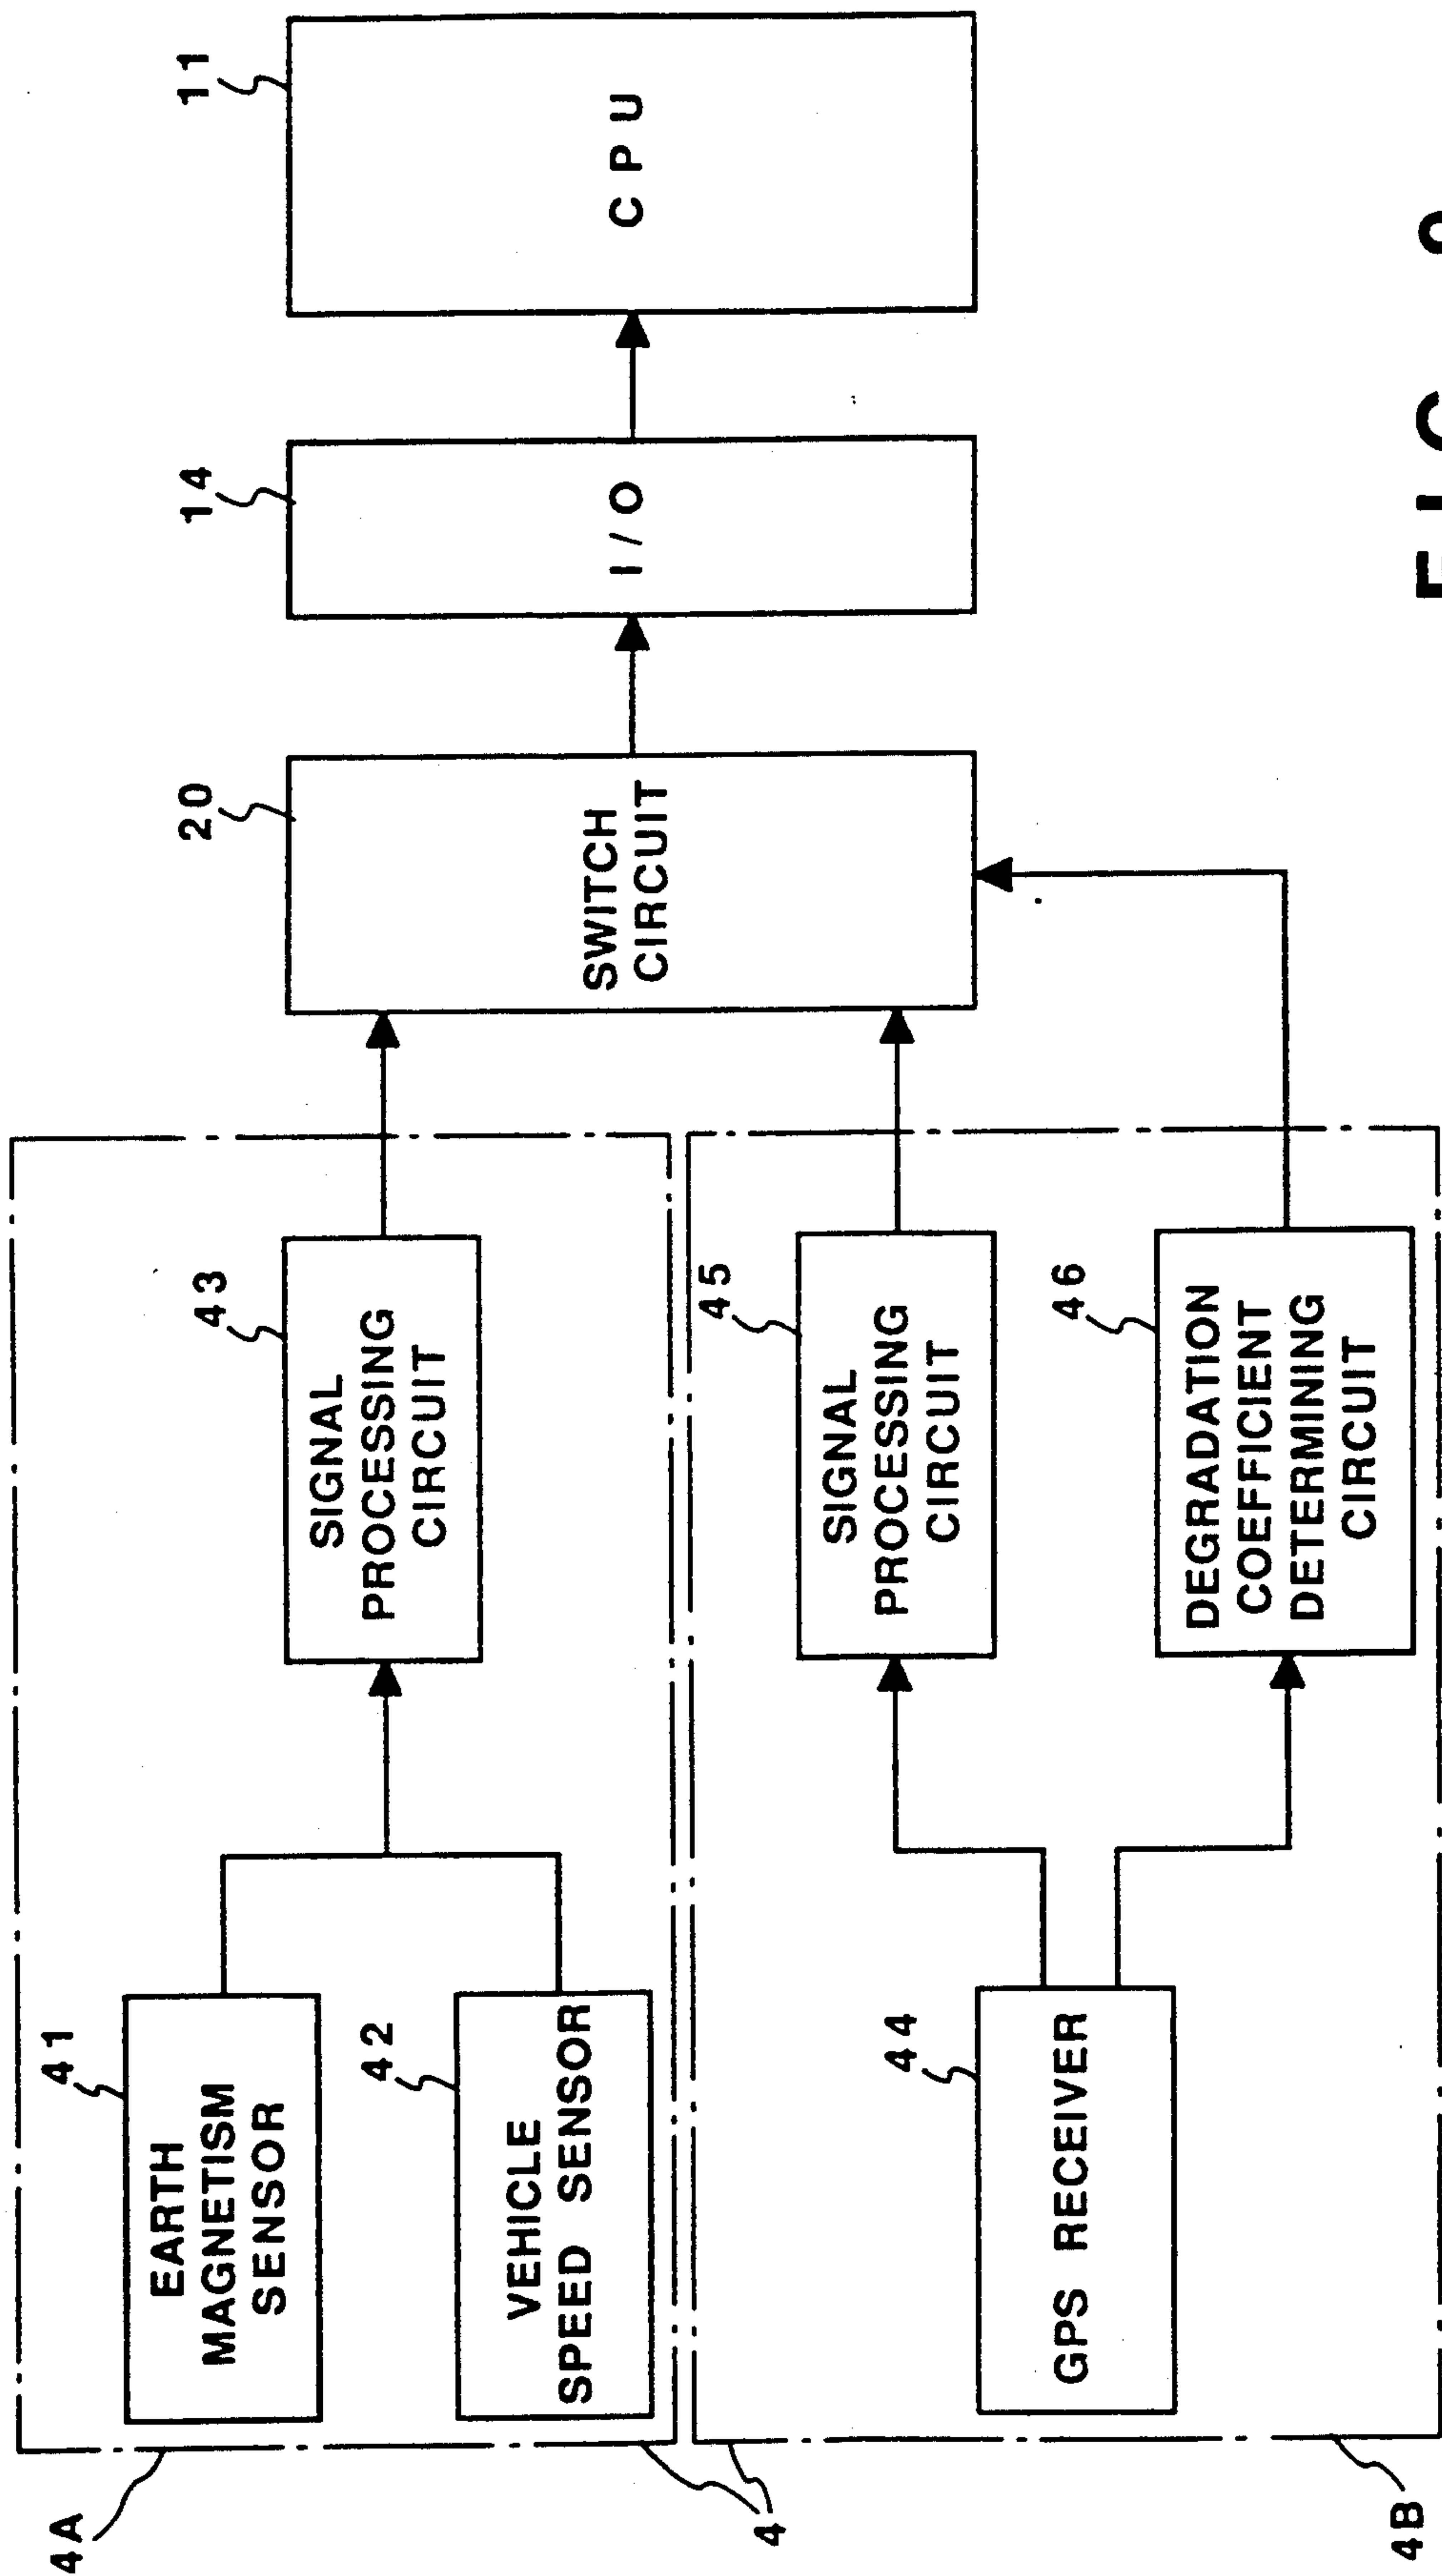 4A
41
EARTH
MAGNETISM
SENSOR
42
VEHICLE
SPEED SENSOR
43
SIGNAL
PROCESSING
CIRCUIT
4
4B
44
GPS RECEIVER
45
SIGNAL
PROCESSING
CIRCUIT
46
DEGRADATION
COEFFICIENT
DETERMINING
CIRCUIT
20
SWITCH
CIRCUIT
14
I/O
11
CPU